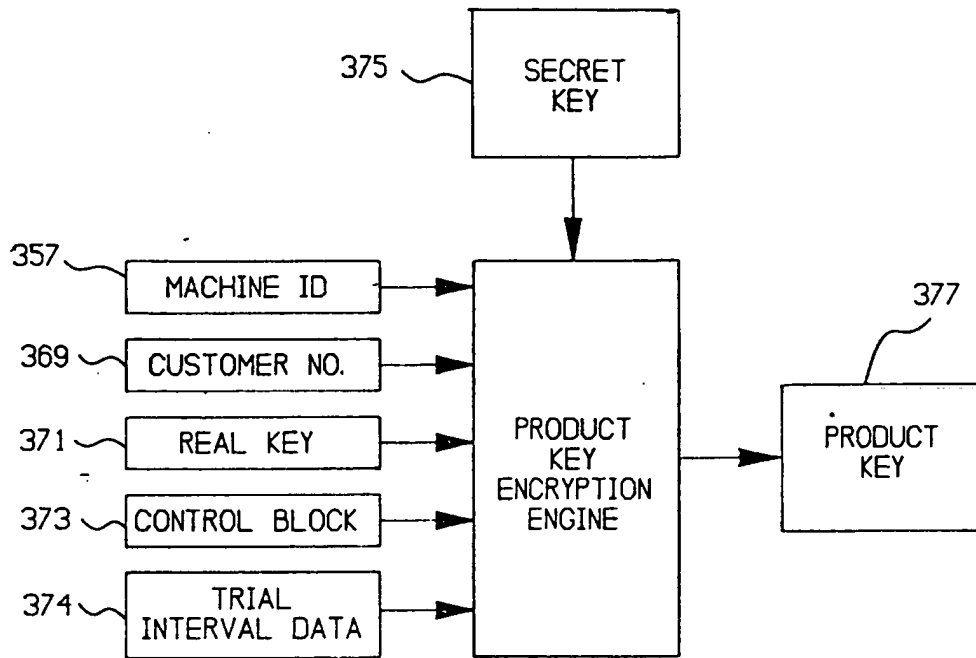 375
SECRET
KEY
357
MACHINE ID
369
CUSTOMER NO.
371
REAL KEY
373
CONTROL BLOCK
374
TRIAL
INTERVAL DATA
PRODUCT
KEY
ENCRYPTION
ENGINE
377
PRODUCT
KEY